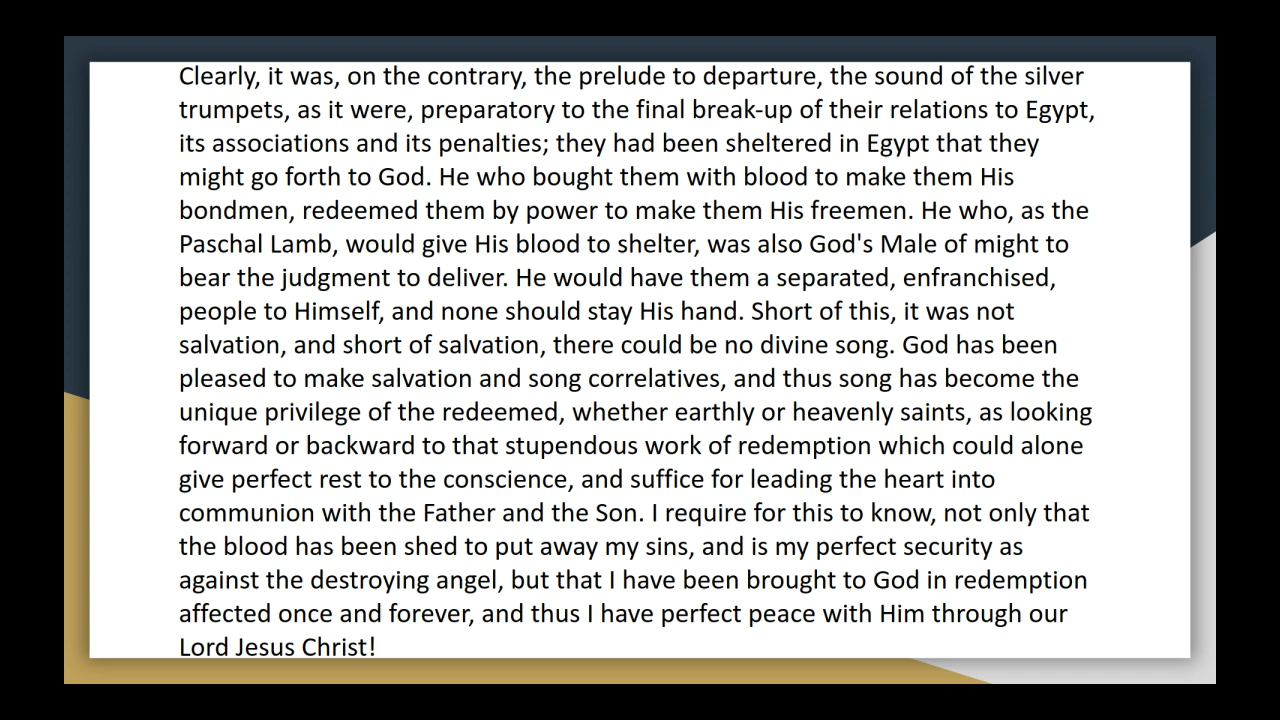 Clearly, it was, on the contrary, the prelude to departure, the sound of the silver
trumpets, as it were, preparatory to the final break-up of their relations to Egypt,
its associations and its penalties; they had been sheltered in Egypt that they
might go forth to God. He who bought them with blood to make them His
bondmen, redeemed them by power to make them His freemen. He who, as the
Paschal Lamb, would give His blood to shelter, was also God's Male of might to
bear the judgment to deliver. He would have them a separated, enfranchised,
people to Himself, and none should stay His hand. Short of this, it was not
salvation, and short of salvation, there could be no divine song. God has been
pleased to make salvation and song correlatives, and thus song has become the
unique privilege of the redeemed, whether earthly or heavenly saints, as looking
forward or backward to that stupendous work of redemption which could alone
give perfect rest to the conscience, and suffice for leading the heart into
communion with the Father and the Son. I require for this to know, not only that
the blood has been shed to put away my sins, and is my perfect security as
against the destroying angel, but that I have been brought to God in redemption
affected once and forever, and thus I have perfect peace with Him through our
Lord Jesus Christ!